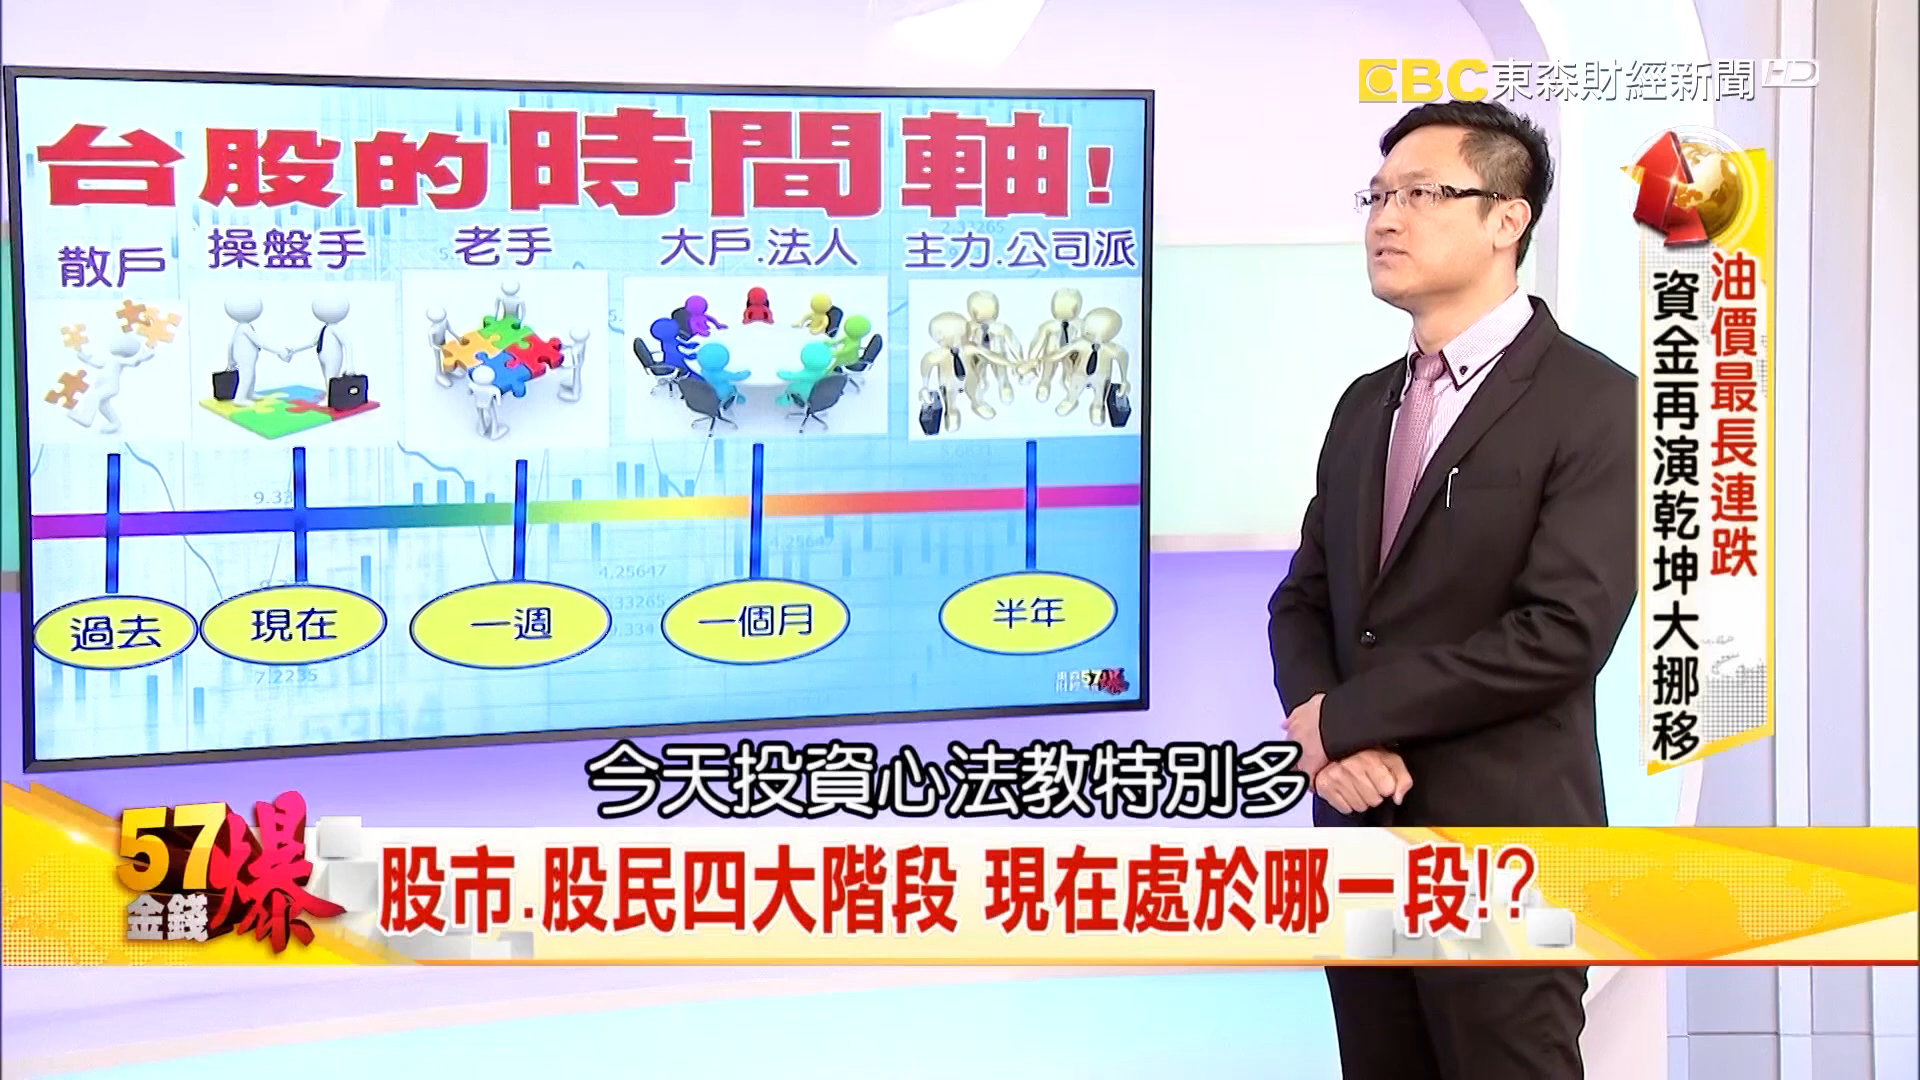 EBC東森財經新聞HD
台股的時間軸!
散戶
操盤手
老手
大戶.法人
主力.公司派
過去
現在
一週
一個月
半年
油價最長連跌
資金再演乾坤大挪移
今天投資心法教特別多
57金錢爆
股市.股民四大階段 現在處於哪一段!?